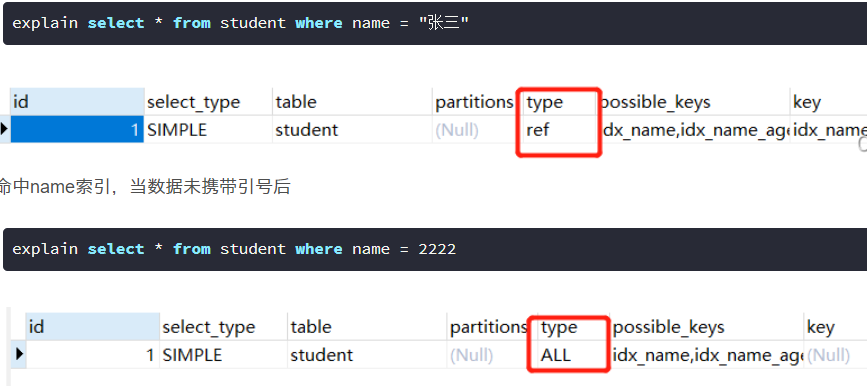 explain select * from student where name = "张三"
id select_type table partitions type possible_keys key
1 SIMPLE student (Null) ref idx_name,idx_name_age idx_nam
命中name索引，当数据未携带引号后
explain select * from student where name = 2222
id select_type table partitions type possible_keys key
1 SIMPLE student (Null) ALL idx_name,idx_name_age (Null)